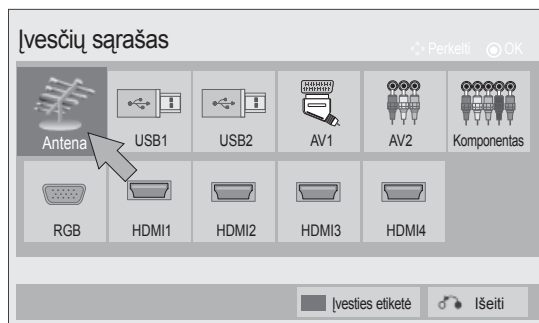 Įvesčių sąrašas
Perkelti OK
Antena USB1 USB2 AV1 AV2 Komponentas
RGB HDMI1 HDMI2 HDMI3 HDMI4
Įvesties etiketė Išeiti